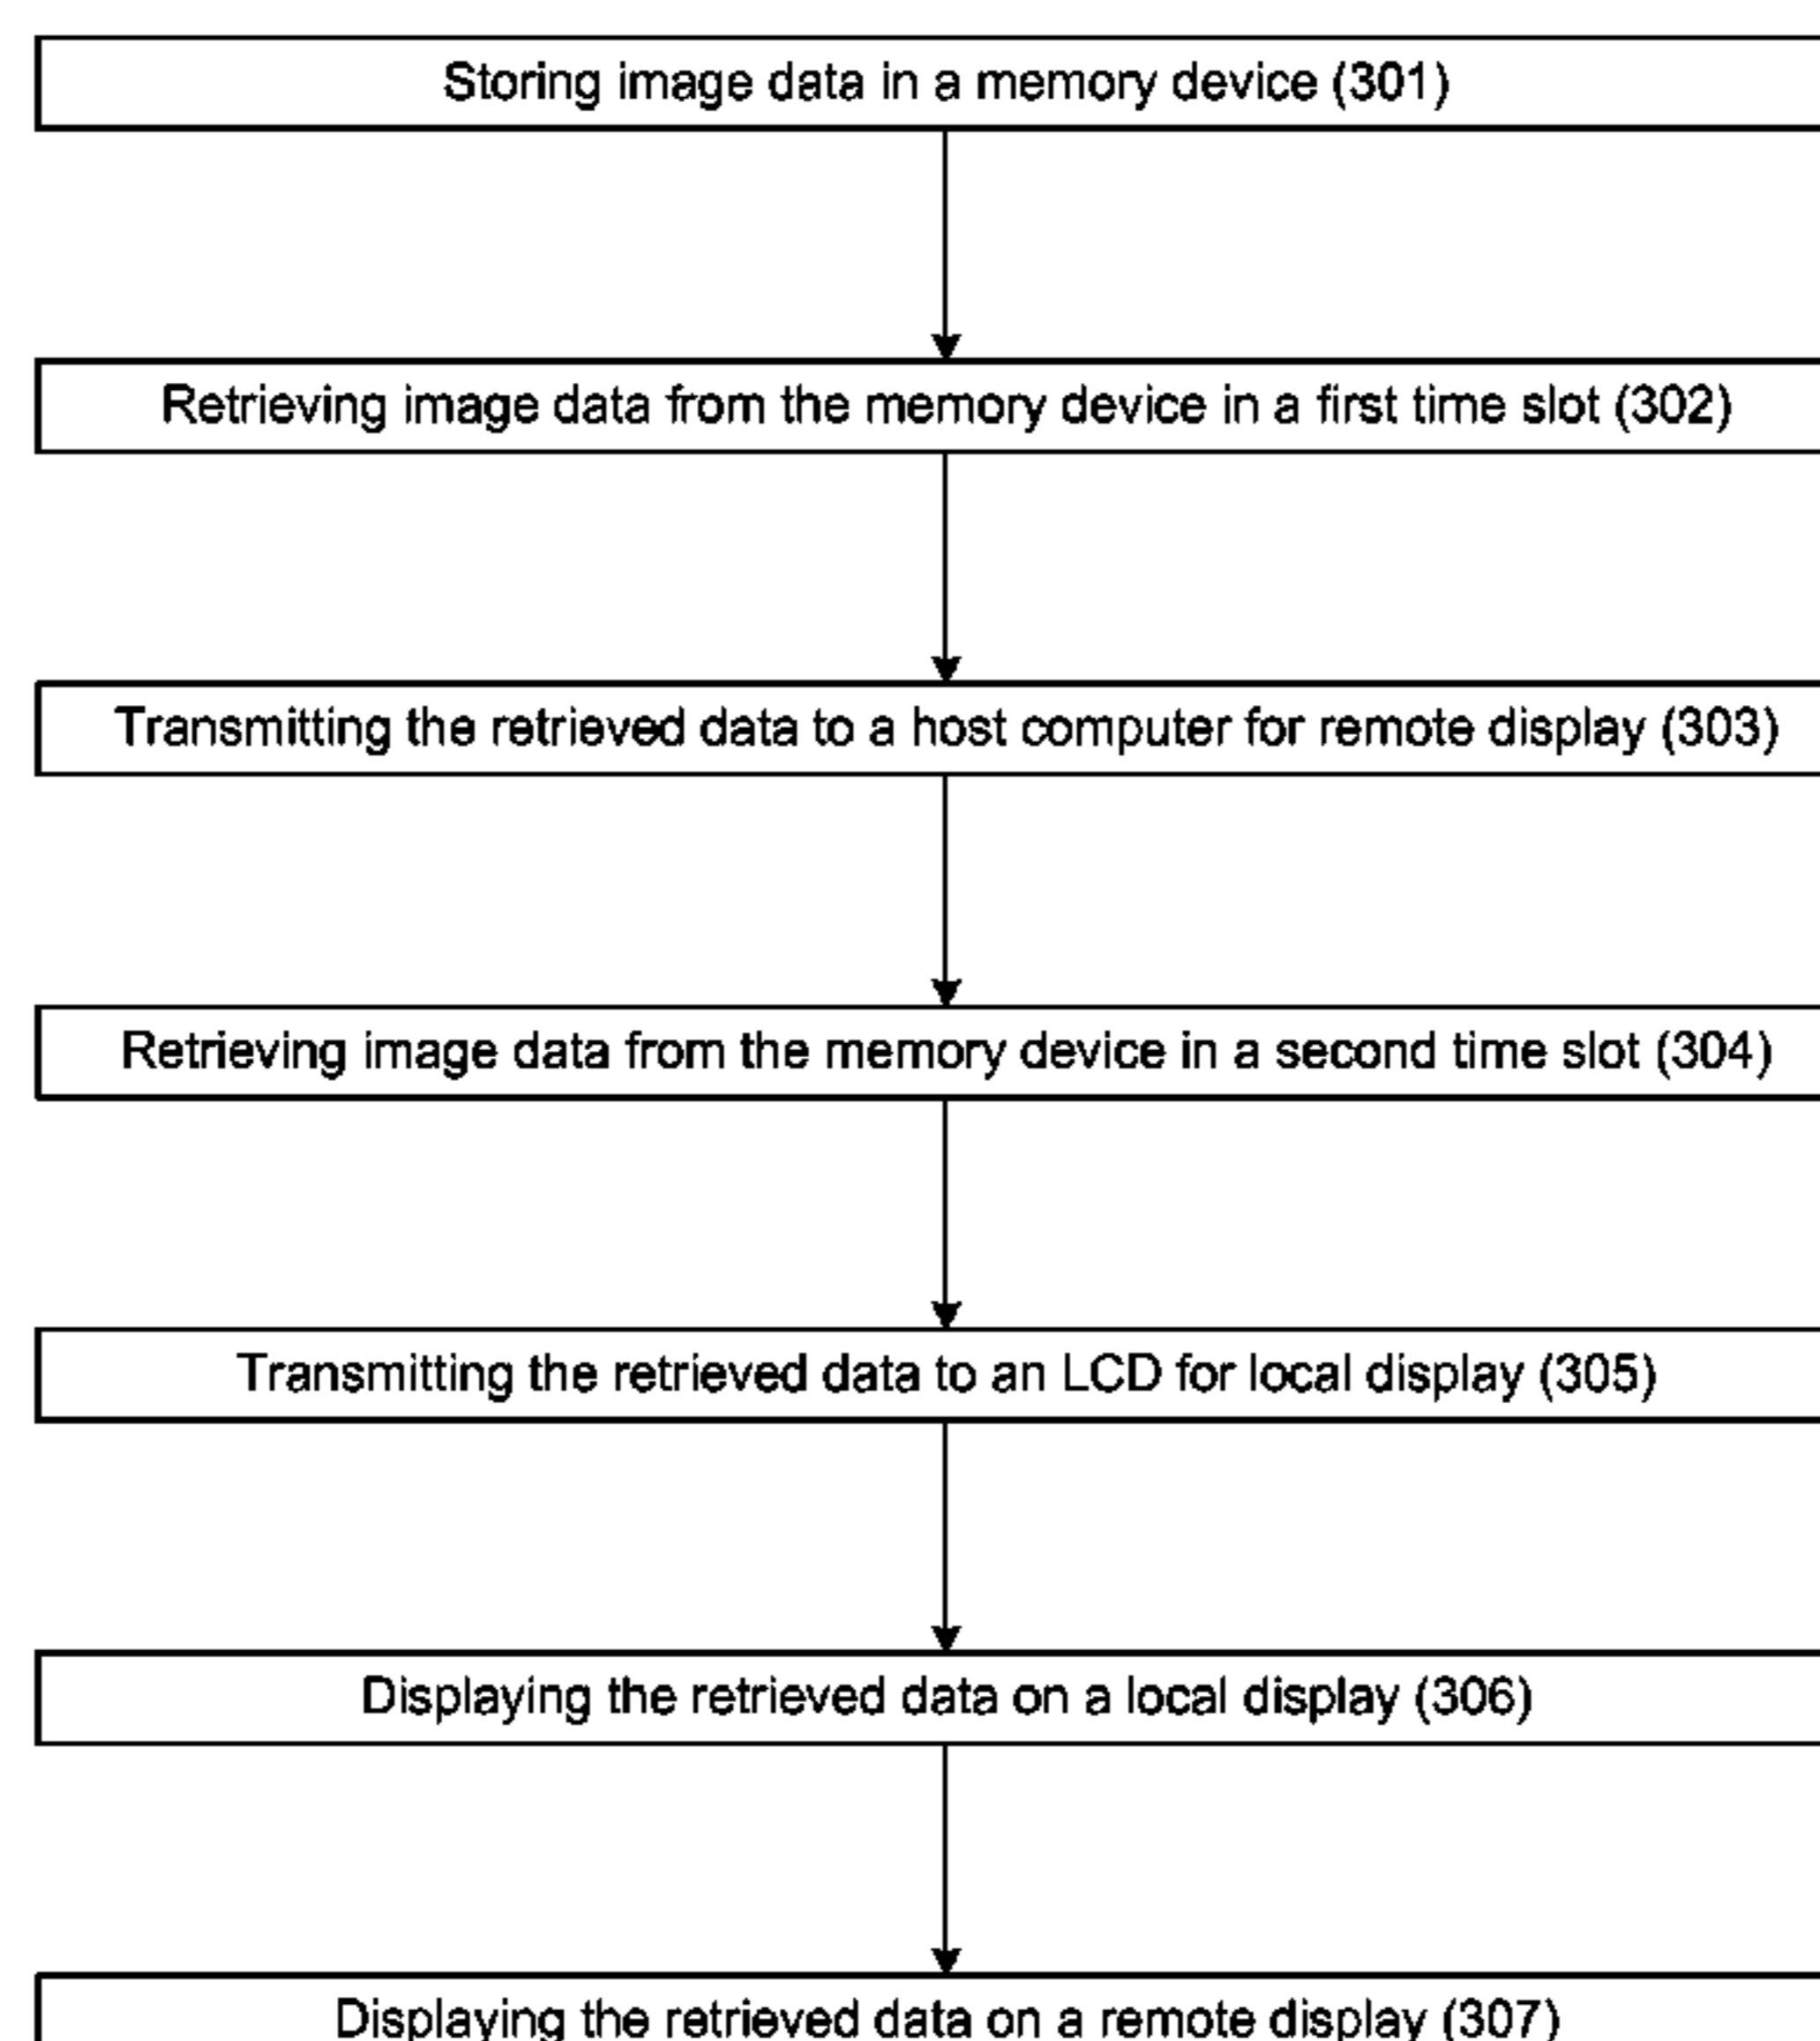 Storing image data in a memory device (301)
Retrieving image data from the memory device in a first time slot (302)
Transmitting the retrieved data to a host computer for remote display (303)
Retrieving image data from the memory device in a second time slot (304)
Transmitting the retrieved data to an LCD for local display (305)
Displaying the retrieved data on a local display (306)
Displaying the retrieved data on a remote display (307)